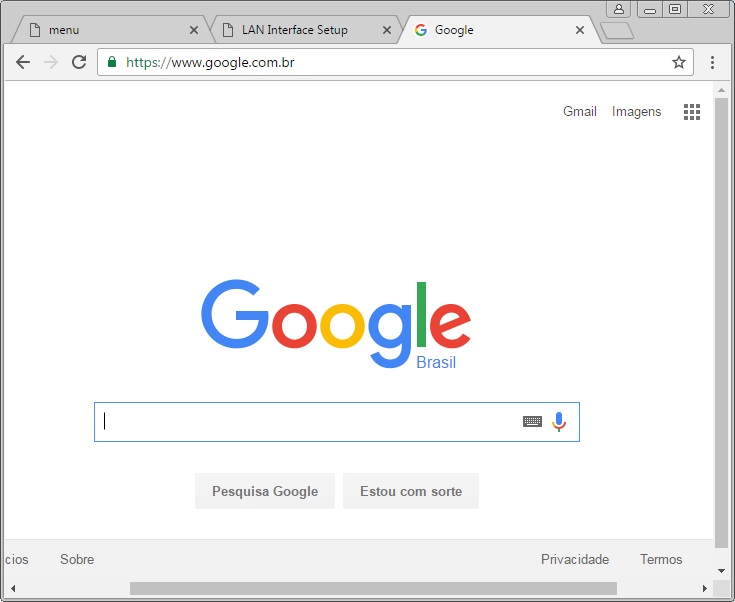 menu
LAN Interface Setup
Google
https://www.google.com.br
Gmail Imagens
Google
Brasil
Pesquisa Google
Estou com sorte
cios Sobre Privacidade Termos